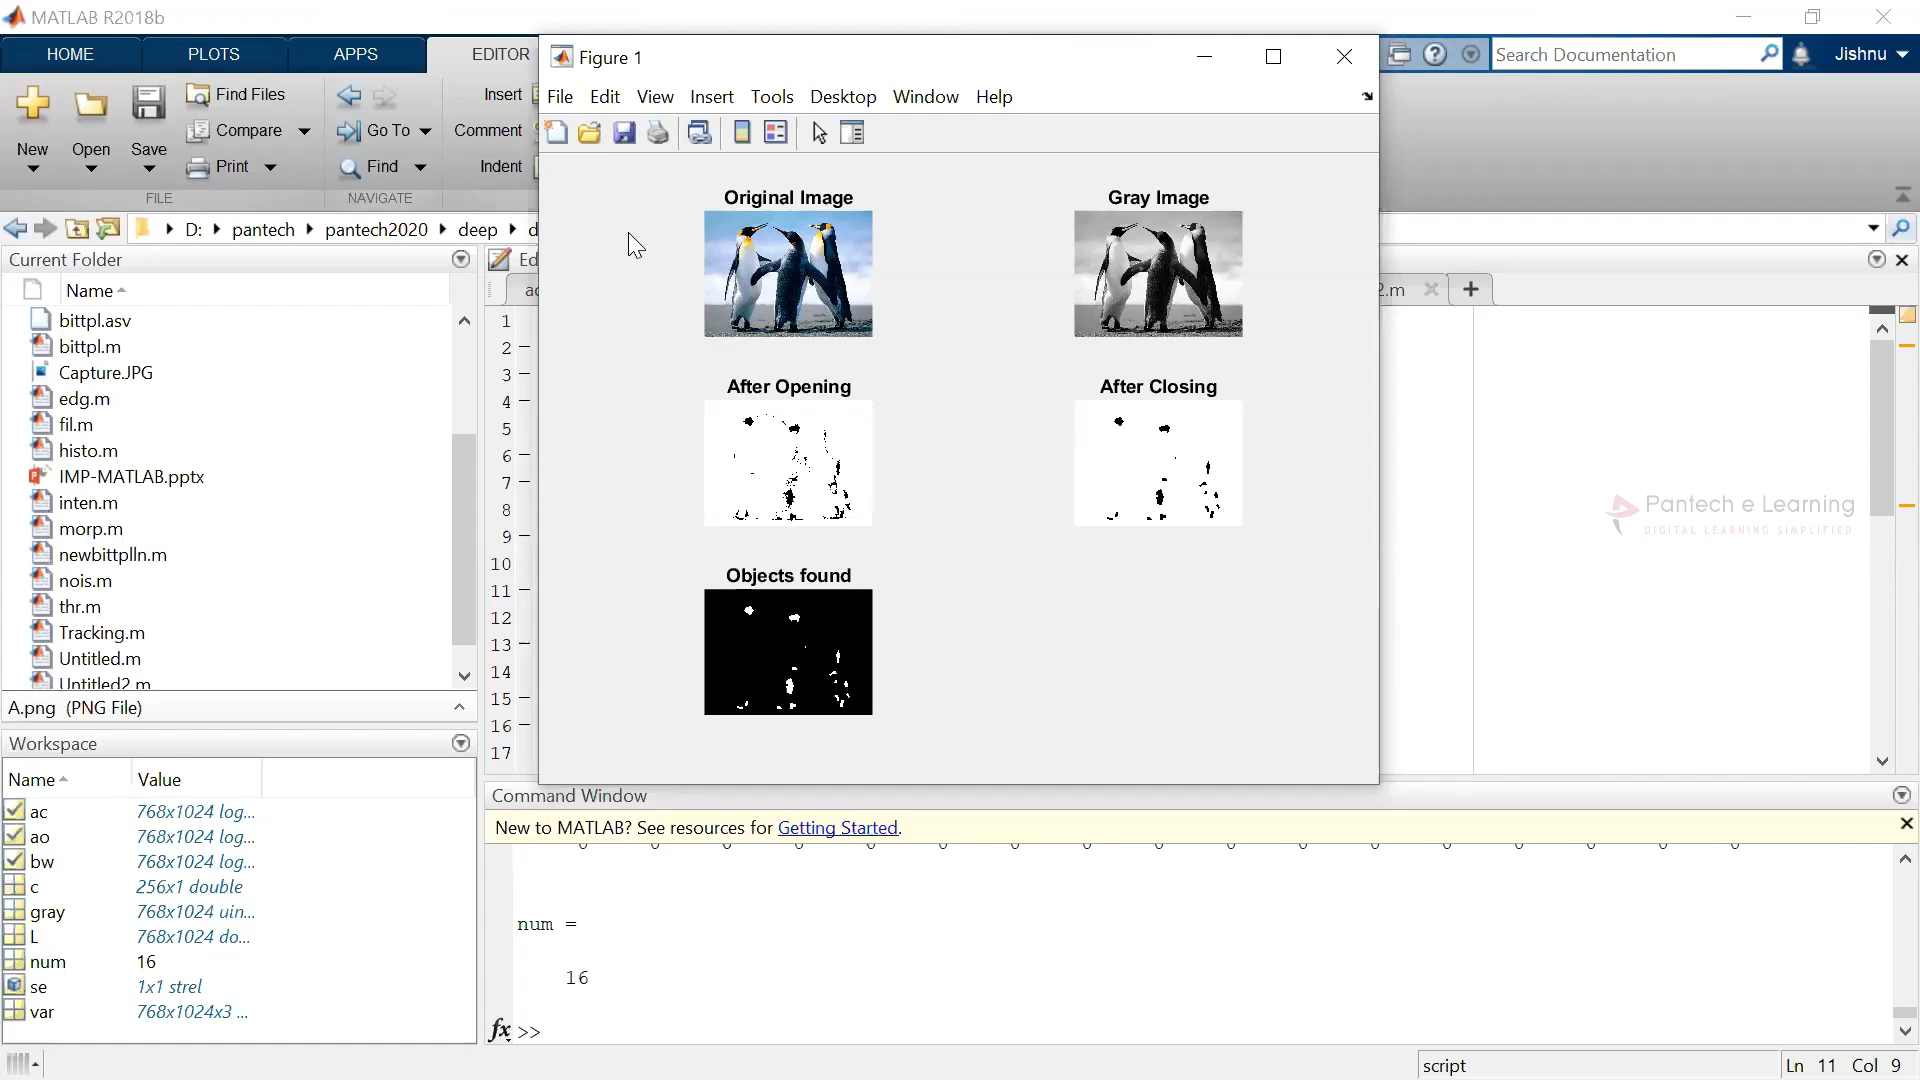 MATLAB R2018b
HOME
PLOTS
APPS
EDITOR
Figure 1
Search Documentation
Jishnu
File Edit View Insert Tools Desktop Window Help
New
Open
Save
Find Files
Compare
Print
Go To
Find
Insert
Comment
Indent
FILE
NAVIGATE
D: pantech pantech2020 deep d
Current Folder
Name
bittpl.asv
bittpl.m
Capture.JPG
edg.m
fil.m
histo.m
IMP-MATLAB.pptx
inten.m
morp.m
newbittplln.m
nois.m
thr.m
Tracking.m
Untitled.m
Untitled2.m
A.png (PNG File)
Workspace
Name Value
ac 768x1024 log...
ao 768x1024 log...
bw 768x1024 log...
c 256x1 double
gray 768x1024 uin...
L 768x1024 do...
num 16
se 1x1 strel
var 768x1024x3 ...
Ed
ac
2.m
1
2
3
4
5
6
7
8
9
10
11
12
13
14
15
16
17
Original Image
Gray Image
After Opening
After Closing
Objects found
Pantech e Learning
DIGITAL LEARNING SIMPLIFIED
Command Window
New to MATLAB? See resources for Getting Started.
num =
16
fx >>
script
Ln 11 Col 9